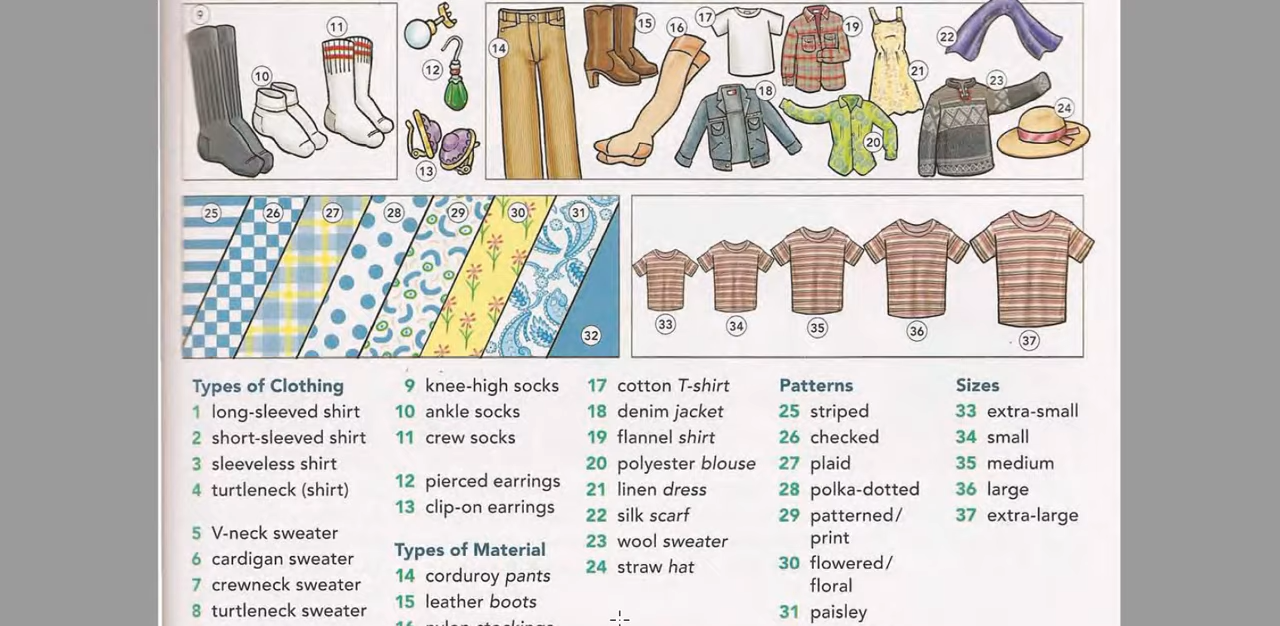 9
10
11
12
13
14
15
16
17
18
19
20
21
22
23
24
25
26
27
28
29
30
31
32
33
34
35
36
37
Types of Clothing
1 long-sleeved shirt
2 short-sleeved shirt
3 sleeveless shirt
4 turtleneck (shirt)
5 V-neck sweater
6 cardigan sweater
7 crewneck sweater
8 turtleneck sweater
9 knee-high socks
10 ankle socks
11 crew socks
12 pierced earrings
13 clip-on earrings
Types of Material
14 corduroy pants
15 leather boots
16 nylon stockings
17 cotton T-shirt
18 denim jacket
19 flannel shirt
20 polyester blouse
21 linen dress
22 silk scarf
23 wool sweater
24 straw hat
Patterns
25 striped
26 checked
27 plaid
28 polka-dotted
29 patterned/
print
30 flowered/
floral
31 paisley
Sizes
33 extra-small
34 small
35 medium
36 large
37 extra-large